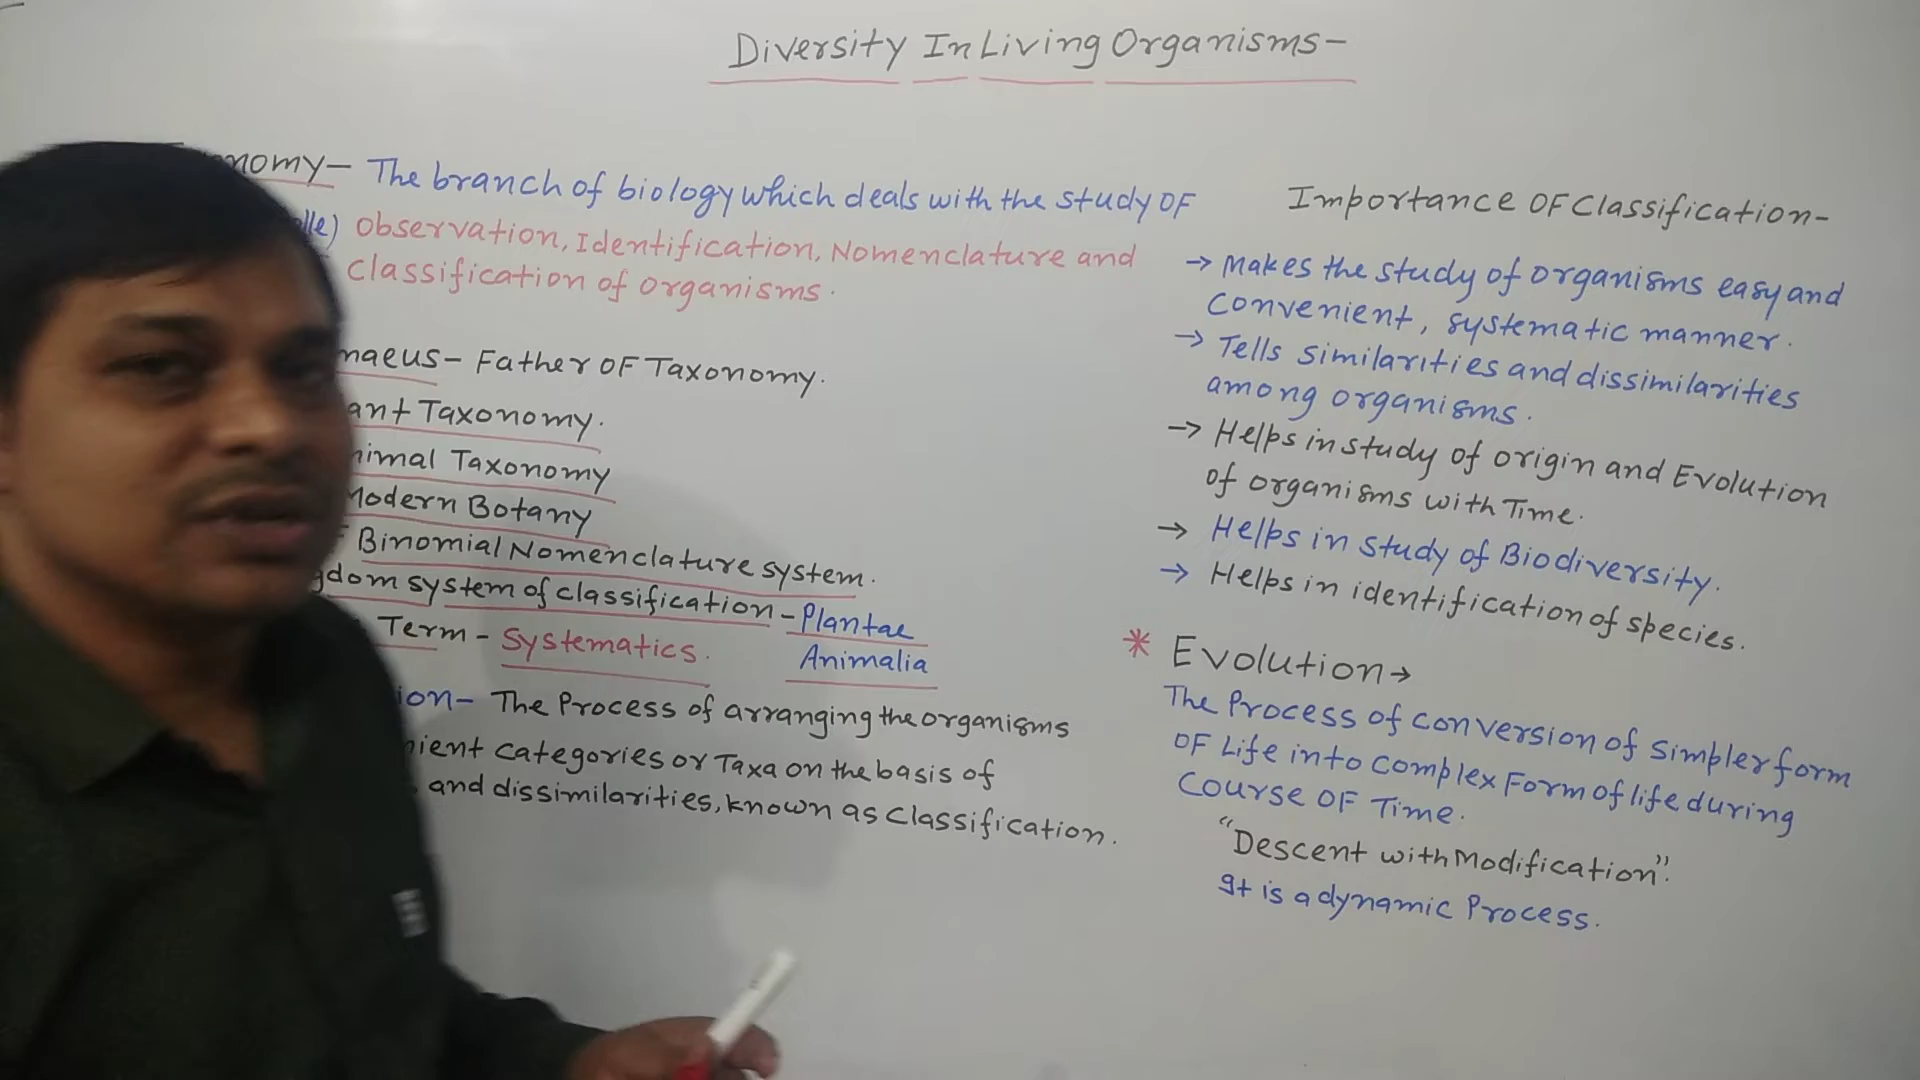 Diversity In Living Organisms-
nomy- The branch of biology which deals with the study OF
lle) Observation, Identification, Nomenclature and
Classification of organisms.
naeus- Father OF Taxonomy.
ant Taxonomy.
nimal Taxonomy
Modern Botany
F Binomial Nomenclature system.
gdom system of classification - Plantae
Animalia
Term - Systematics.
ion- The Process of arranging the organisms
nient categories or Taxa on the basis of
and dissimilarities, known as Classification.
Importance OF Classification-
→ Makes the study of organisms easy and
Convenient, systematic manner.
→ Tells similarities and dissimilarities
among organisms.
→ Helps in study of origin and Evolution
of organisms with Time.
→ Helps in study of Biodiversity.
→ Helps in identification of species.
* Evolution→
The Process of conversion of simpler form
OF Life into Complex Form of life during
Course OF Time.
"Descent with Modification".
It is a dynamic Process.